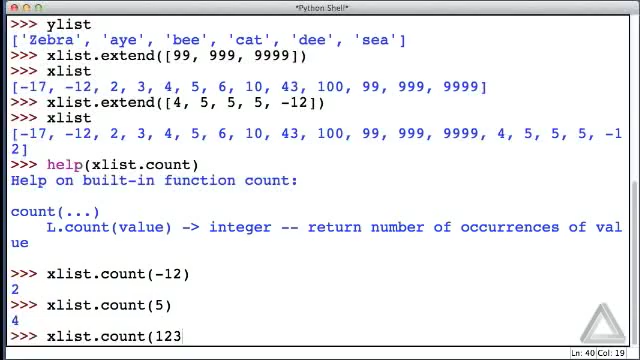 *Python Shell*
>>> ylist
['Zebra', 'aye', 'bee', 'cat', 'dee', 'sea']
>>> xlist.extend([99, 999, 9999])
>>> xlist
[-17, -12, 2, 3, 4, 5, 6, 10, 43, 100, 99, 999, 9999]
>>> xlist.extend([4, 5, 5, 5, -12])
>>> xlist
[-17, -12, 2, 3, 4, 5, 6, 10, 43, 100, 99, 999, 9999, 4, 5, 5, 5, -1
2]
>>> help(xlist.count)
Help on built-in function count:
count(...)
L.count(value) -> integer -- return number of occurrences of val
ue
>>> xlist.count(-12)
2
>>> xlist.count(5)
4
>>> xlist.count(123
Ln: 40 Col: 19